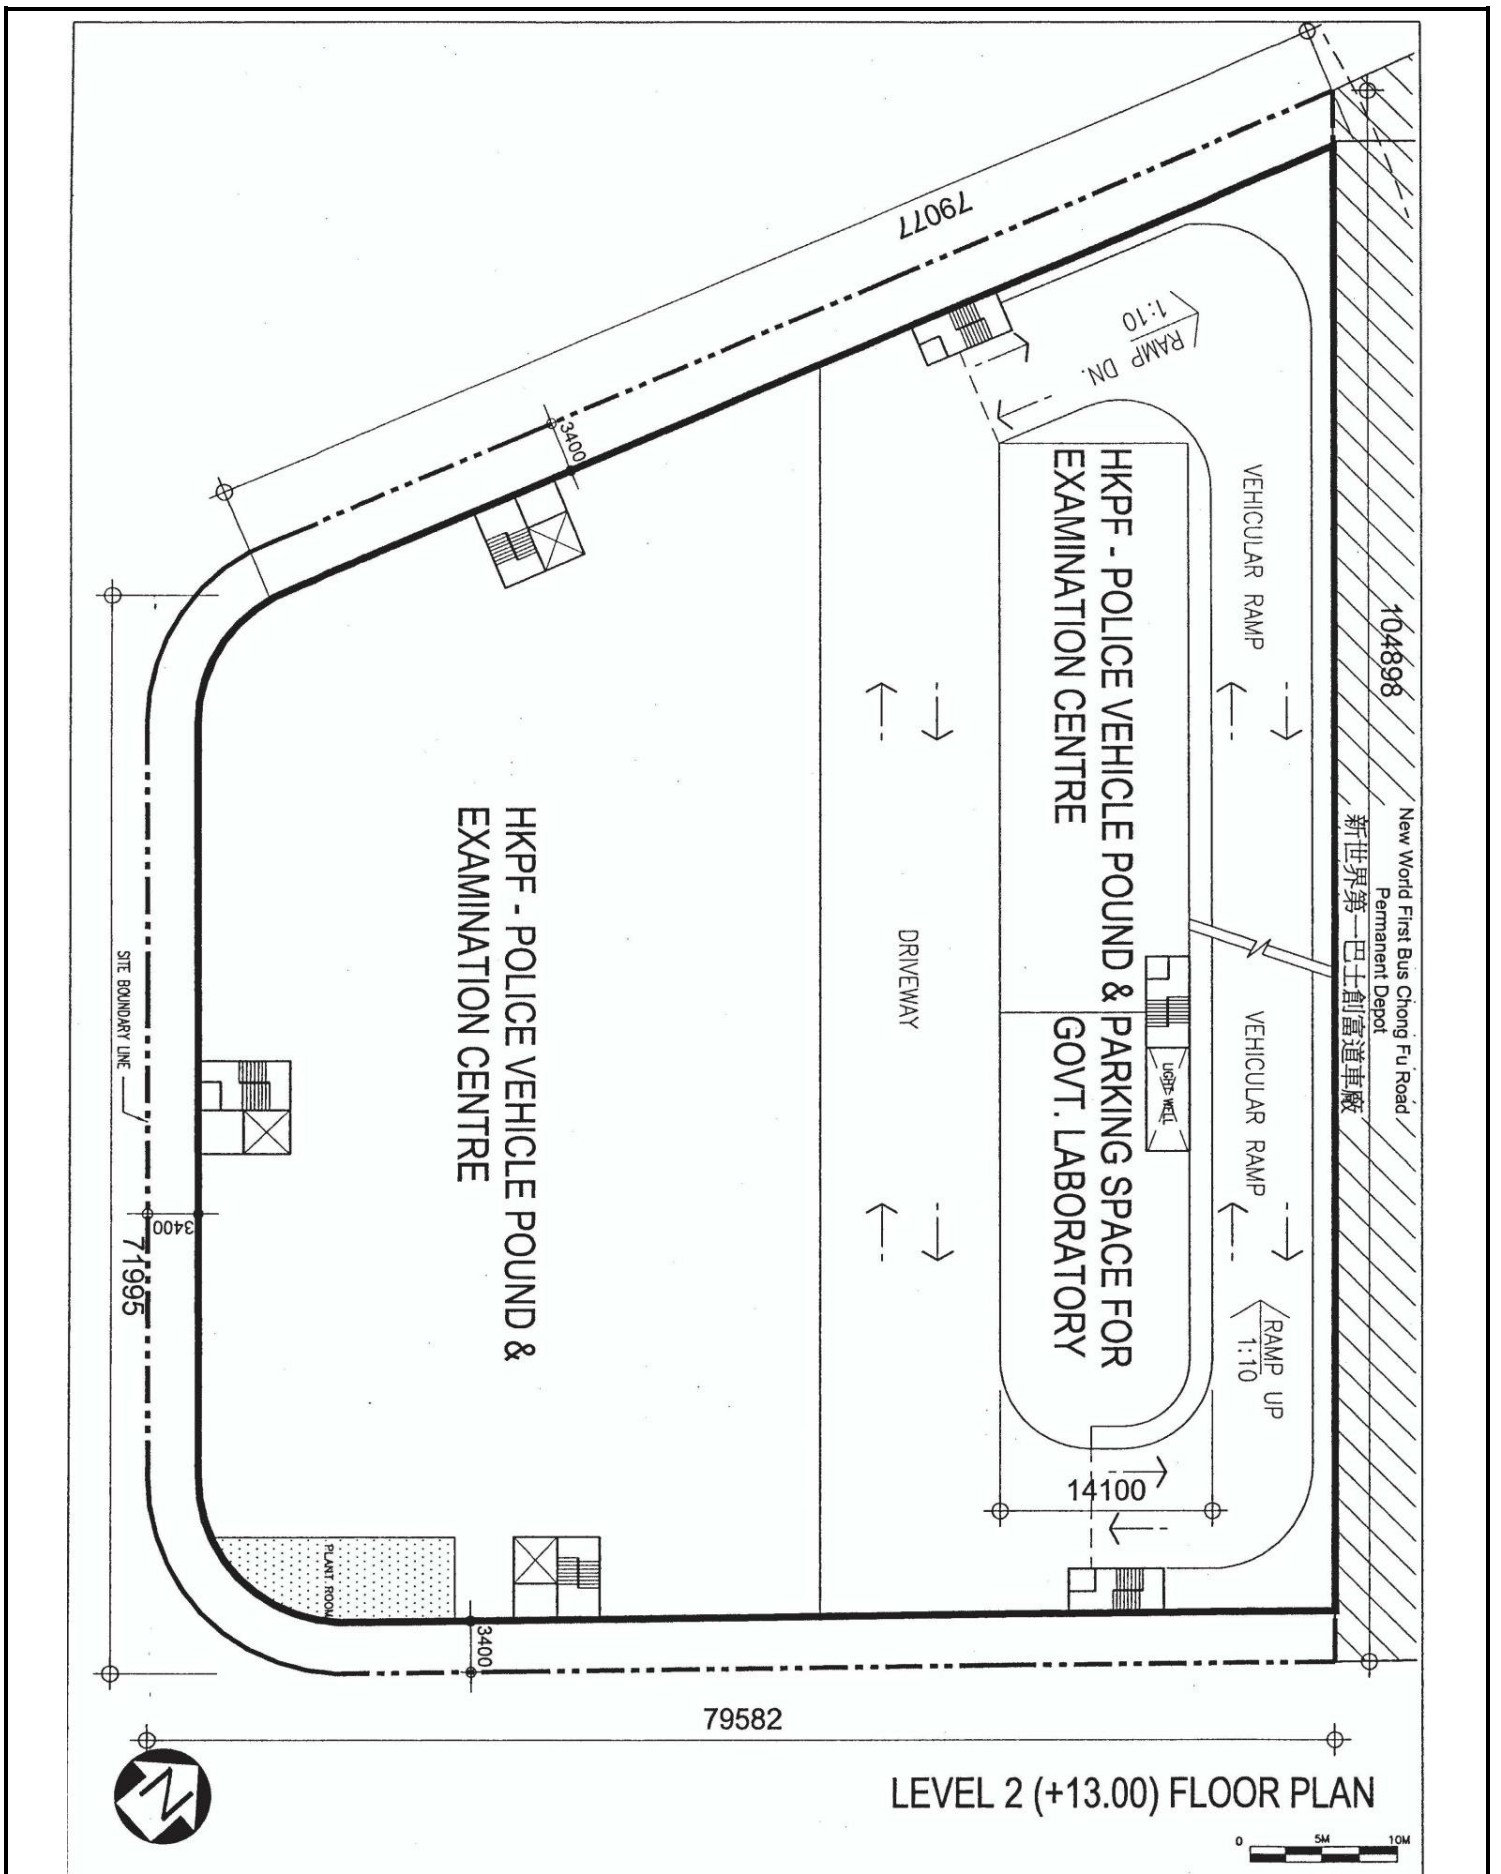 79077
3400
RAMP DN.
1:10
HKPF - POLICE VEHICLE POUND &
EXAMINATION CENTRE
VEHICULAR RAMP
104898
New World First Bus Chong Fu Road
Permanent Depot
新世界第一巴士創富道車廠
HKPF - POLICE VEHICLE POUND &
EXAMINATION CENTRE
DRIVEWAY
PARKING SPACE FOR
GOVT. LABORATORY
LIGHT WELL
VEHICULAR RAMP
RAMP UP
1:10
SITE BOUNDARY LINE
3400
71995
14100
PLANT ROOM
3400
79582
N
LEVEL 2 (+13.00) FLOOR PLAN
0 5M 10M